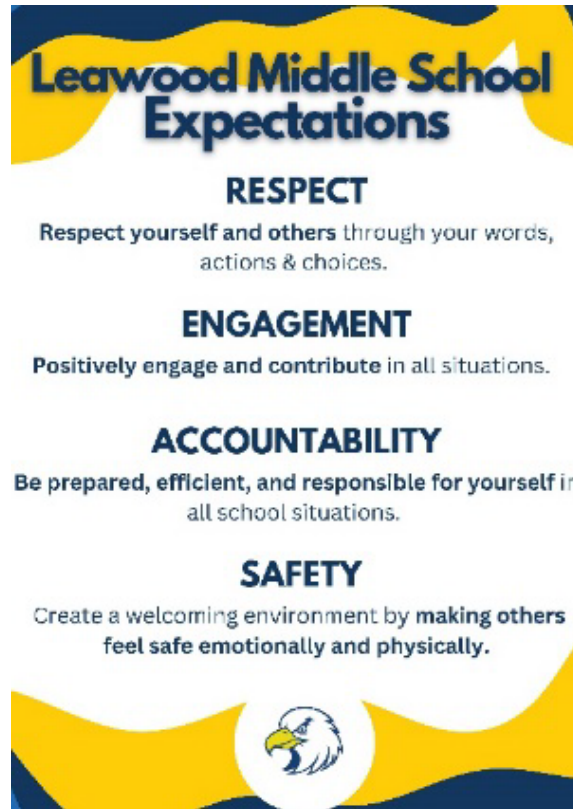 Leawood Middle School
Expectations
RESPECT
Respect yourself and others through your words,
actions & choices.
ENGAGEMENT
Positively engage and contribute in all situations.
ACCOUNTABILITY
Be prepared, efficient, and responsible for yourself in
all school situations.
SAFETY
Create a welcoming environment by making others
feel safe emotionally and physically.